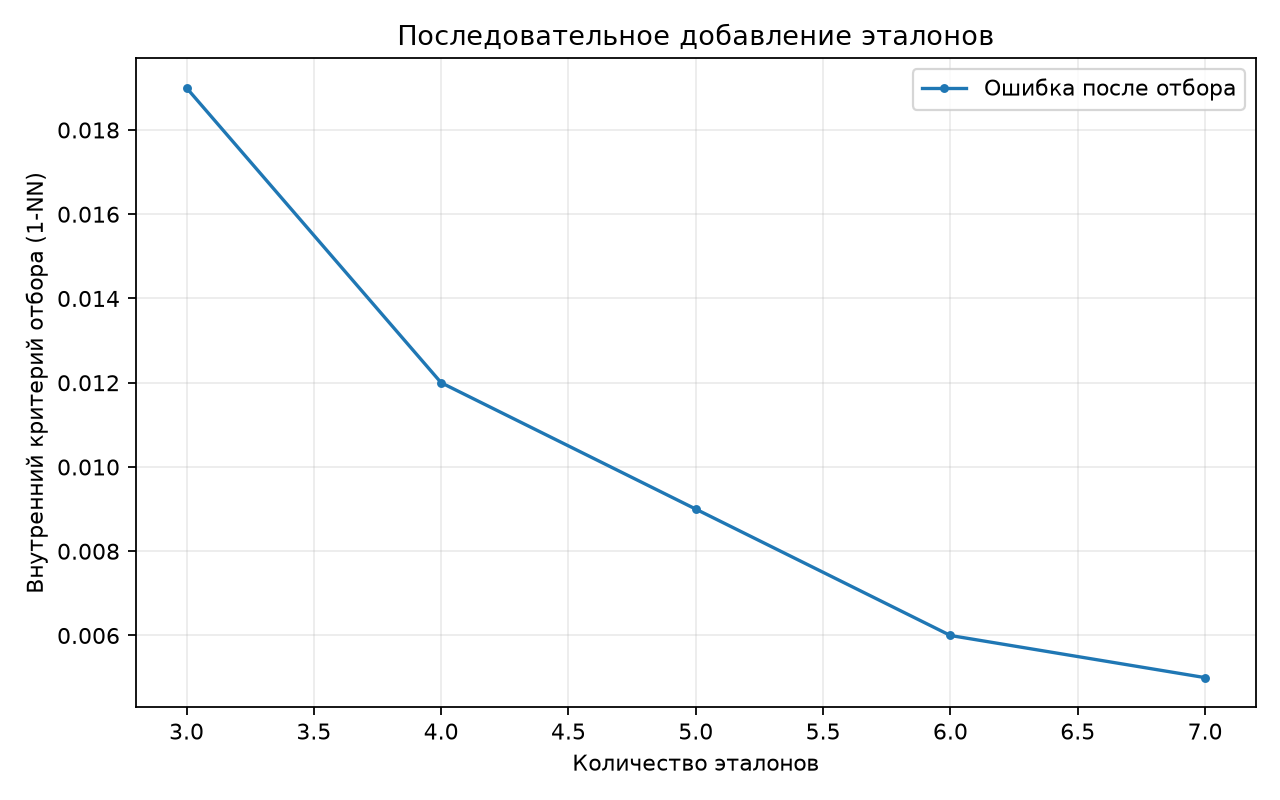 Последовательное добавление эталонов
Ошибка после отбора
Внутренний критерий отбора (1-NN)
0.018
0.016
0.014
0.012
0.010
0.008
0.006
3.0 3.5 4.0 4.5 5.0 5.5 6.0 6.5 7.0
Количество эталонов